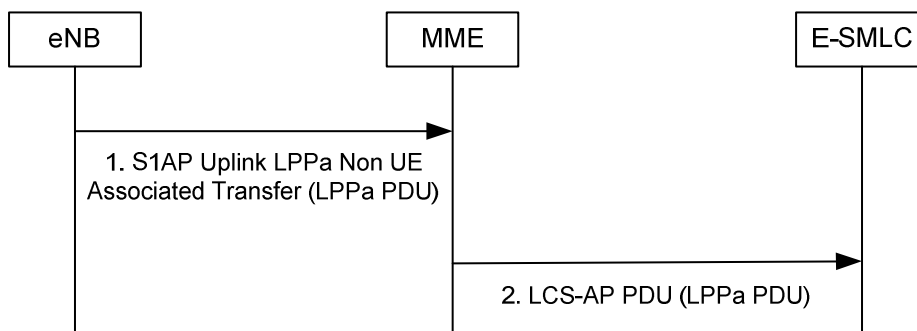 eNB
MME
E-SMLC
1. S1AP Uplink LPPa Non UE
Associated Transfer (LPPa PDU)
2. LCS-AP PDU (LPPa PDU)